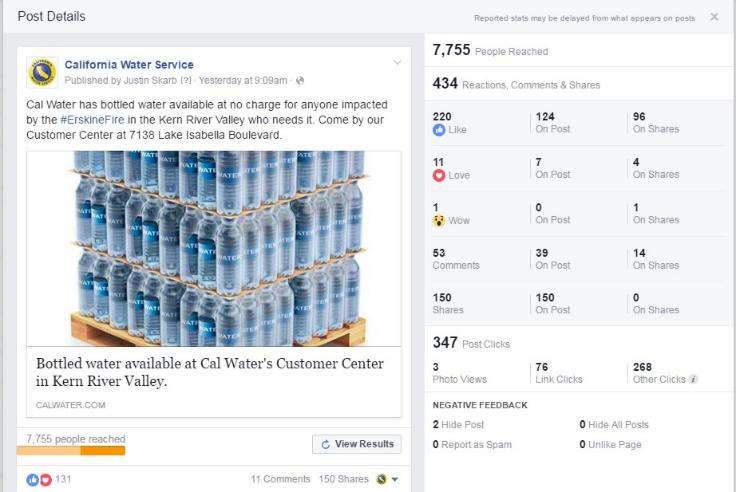 Post Details
Reported stats may be delayed from what appears on posts
California Water Service
Published by Justin Skarb [?] · Yesterday at 9:09am ·
Cal Water has bottled water available at no charge for anyone impacted
by the #ErskineFire in the Kern River Valley who needs it. Come by our
Customer Center at 7138 Lake Isabella Boulevard.
WATER
Bottled water available at Cal Water's Customer Center
in Kern River Valley.
CALWATER.COM
7,755 people reached
View Results
131 11 Comments 150 Shares
7,755 People Reached
434 Reactions, Comments & Shares
220 124 96
Like On Post On Shares
11 7 4
Love On Post On Shares
1 0 1
Wow On Post On Shares
53 39 14
Comments On Post On Shares
150 150 0
Shares On Post On Shares
347 Post Clicks
3 76 268
Photo Views Link Clicks Other Clicks i
NEGATIVE FEEDBACK
2 Hide Post 0 Hide All Posts
0 Report as Spam 0 Unlike Page